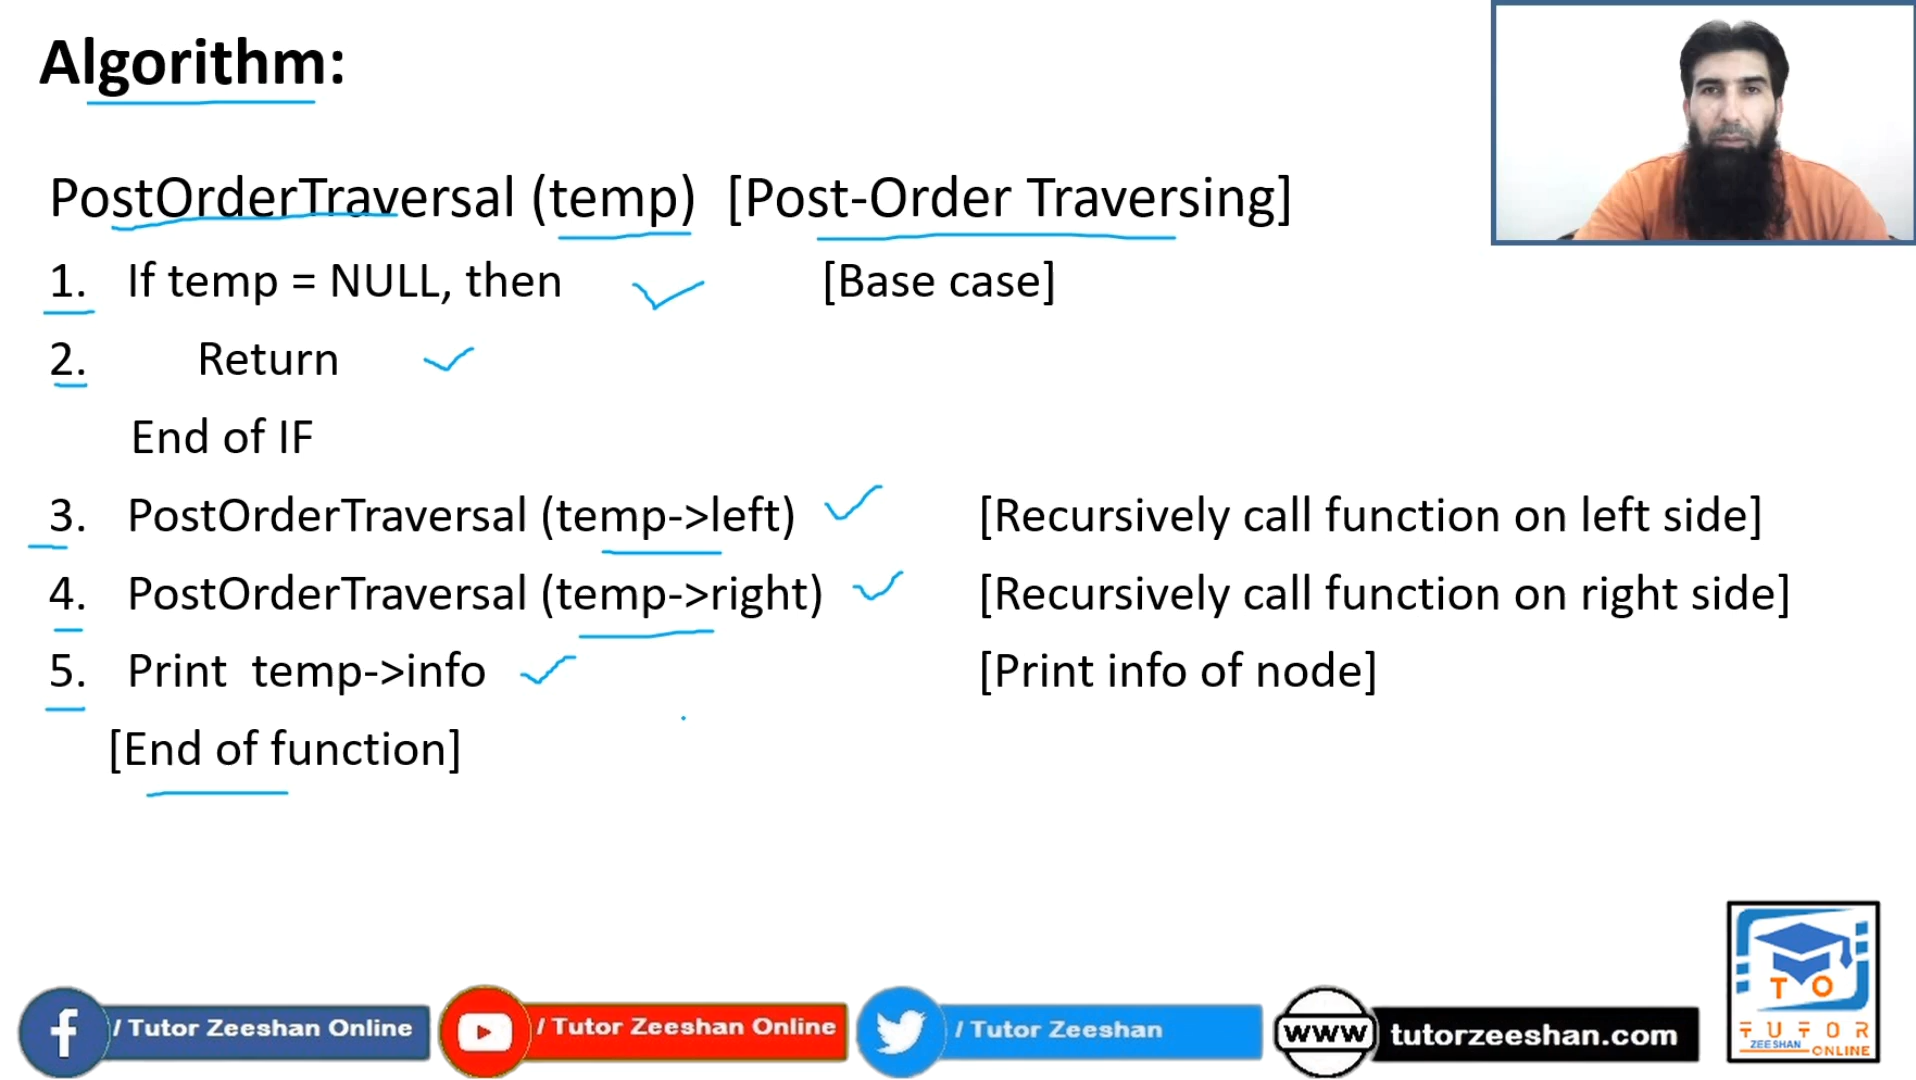 Algorithm:
PostOrderTraversal (temp) [Post-Order Traversing]
1. If temp = NULL, then [Base case]
2. Return
End of IF
3. PostOrderTraversal (temp->left) [Recursively call function on left side]
4. PostOrderTraversal (temp->right) [Recursively call function on right side]
5. Print temp->info [Print info of node]
[End of function]
f / Tutor Zeeshan Online
/ Tutor Zeeshan Online
/ Tutor Zeeshan
www tutorzeeshan.com
T O
TUTOR
ZEESHAN ONLINE